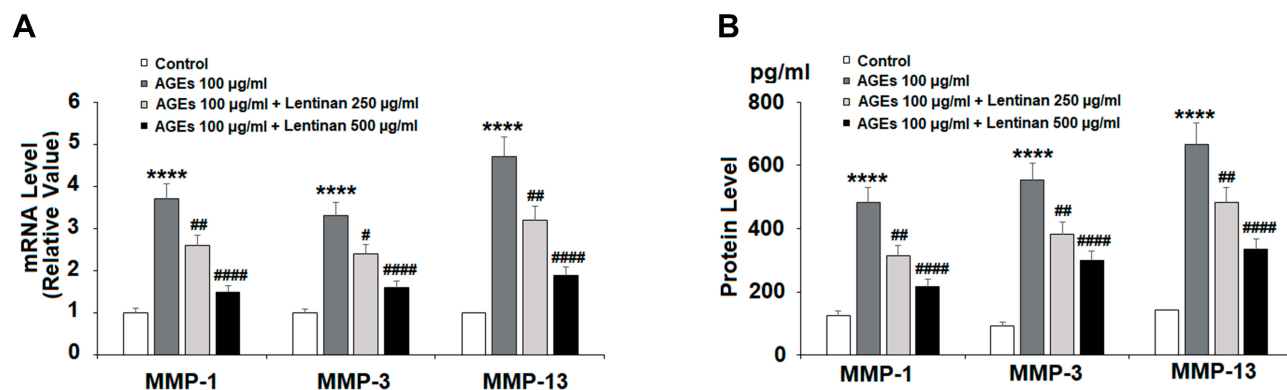 A
Control
AGEs 100 µg/ml
AGEs 100 µg/ml + Lentinan 250 µg/ml
AGEs 100 µg/ml + Lentinan 500 µg/ml
mRNA Level
(Relative Value)
6
5
4
3
2
1
0
****
##
####
****
#
####
****
##
####
MMP-1
MMP-3
MMP-13
B
Control
AGEs 100 µg/ml
AGEs 100 µg/ml + Lentinan 250 µg/ml
AGEs 100 µg/ml + Lentinan 500 µg/ml
pg/ml
Protein Level
800
600
400
200
0
****
##
####
****
##
####
****
##
####
MMP-1
MMP-3
MMP-13